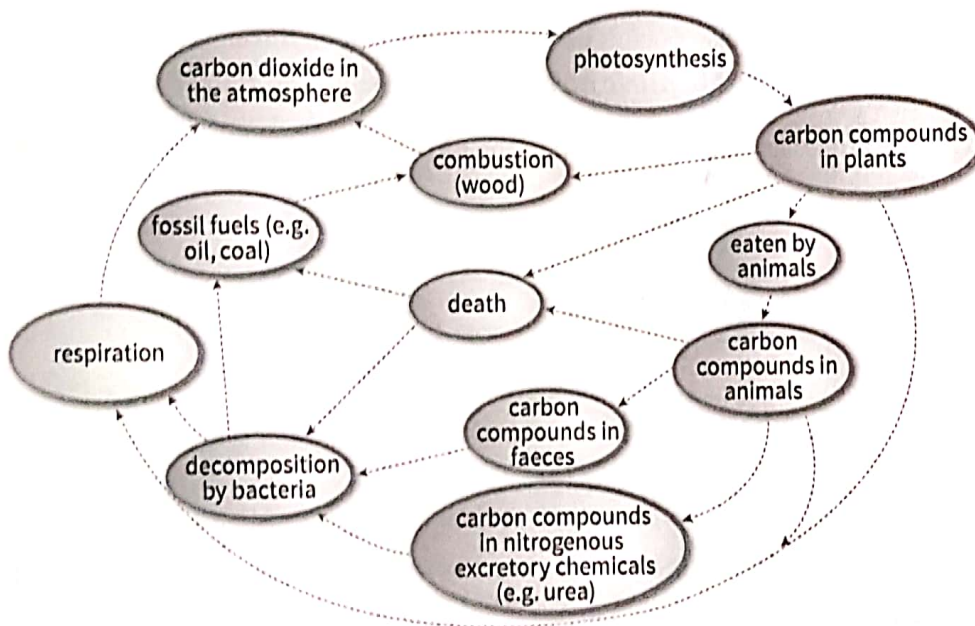 carbon dioxide in
the atmosphere
photosynthesis
carbon compounds
in plants
combustion
(wood)
fossil fuels (e.g.
oil, coal)
eaten by
animals
death
respiration
carbon
compounds in
animals
carbon
compounds in
faeces
decomposition
by bacteria
carbon compounds
in nitrogenous
excretory chemicals
(e.g. urea)